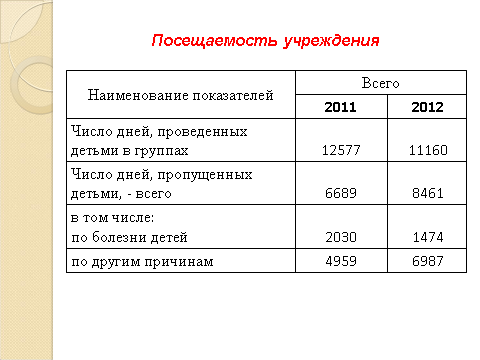 Посещаемость учреждения
Наименование показателей
Всего
2011 2012
Число дней, проведенных
детьми в группах 12577 11160
Число дней, пропущенных
детьми, - всего 6689 8461
в том числе:
по болезни детей 2030 1474
по другим причинам 4959 6987